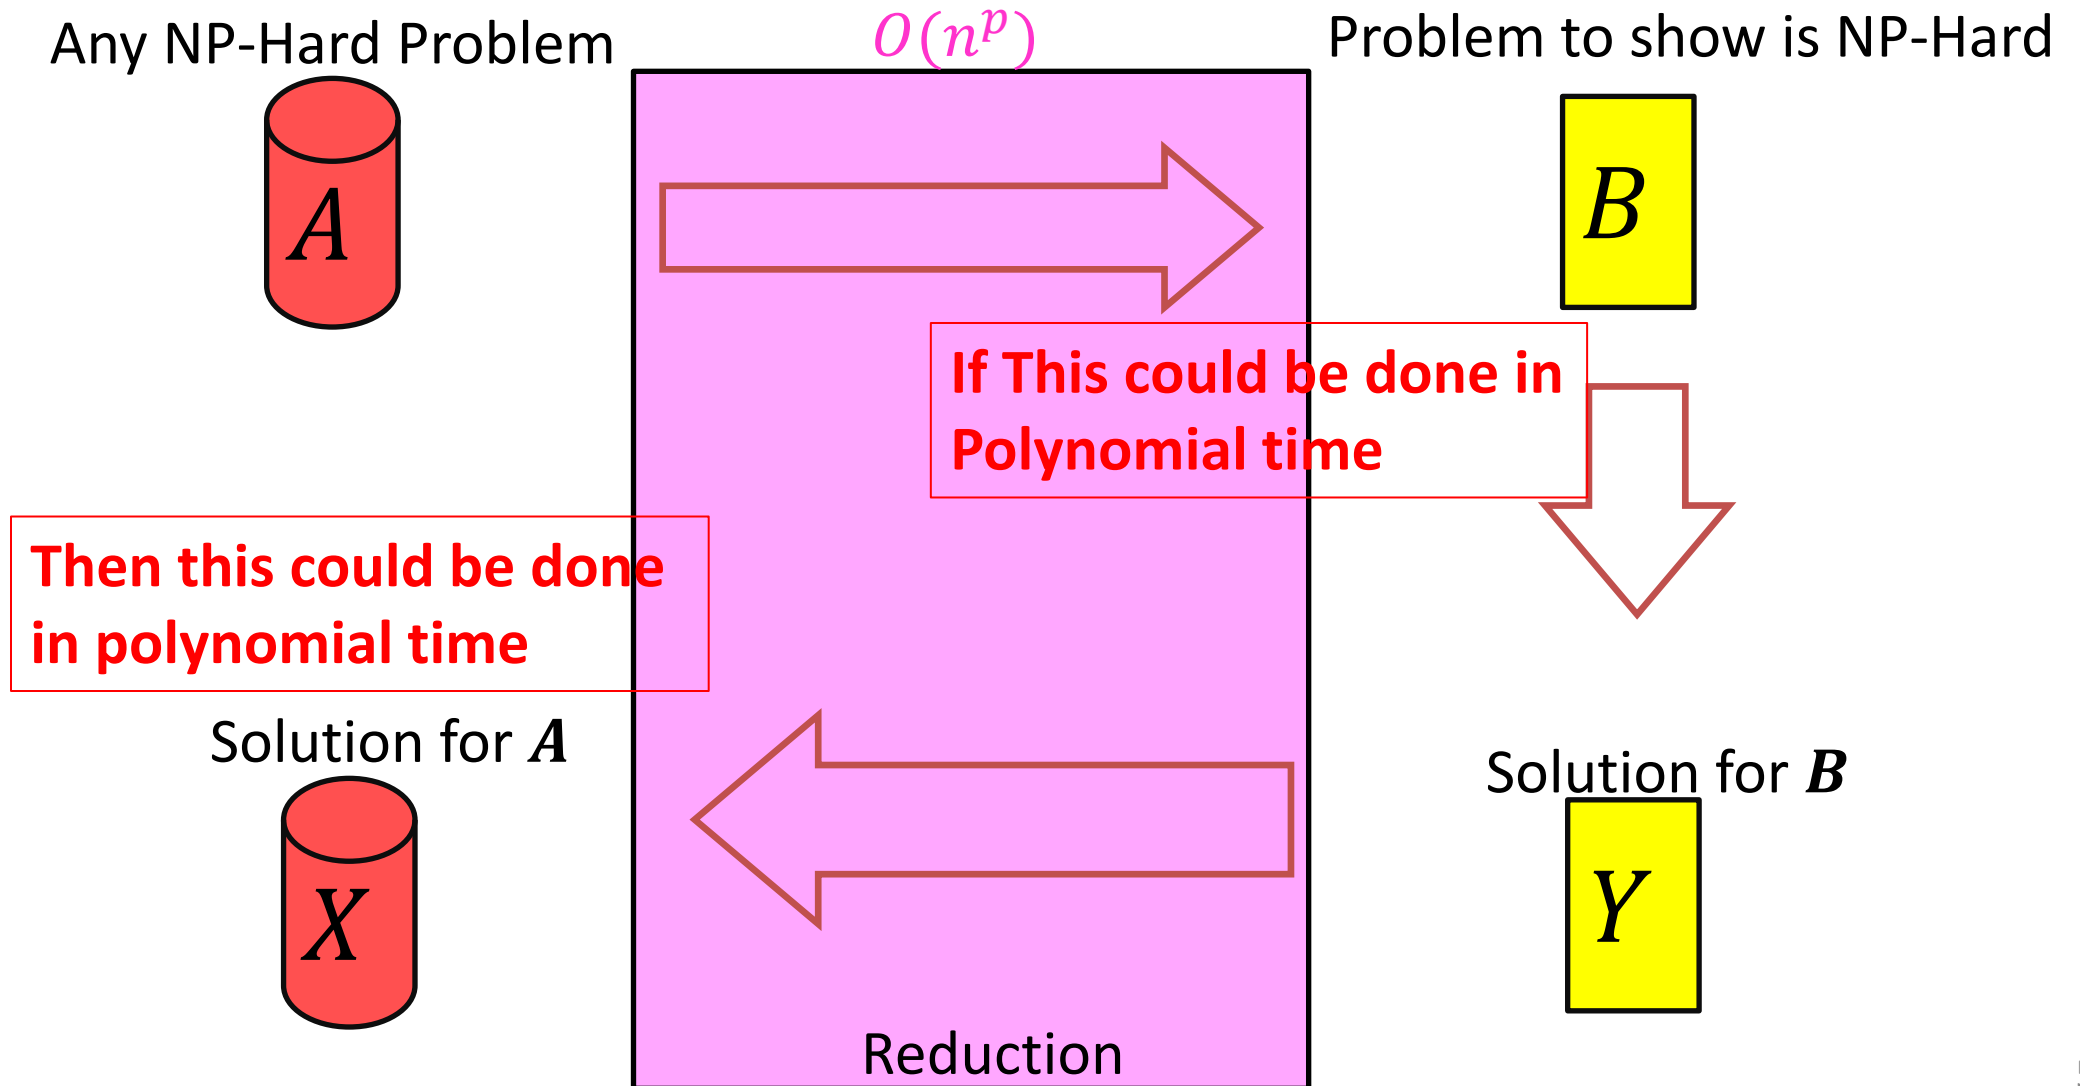 Any NP-Hard Problem
O(n^p)
Problem to show is NP-Hard
A
B
If This could be done in
Polynomial time
Then this could be done
in polynomial time
Solution for A
Solution for B
X
Y
Reduction